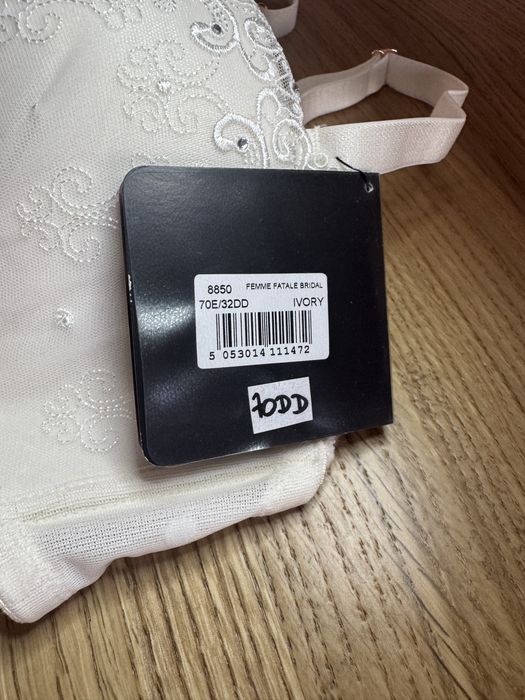 8850 FEMME FATALE BRIDAL
70E/32DD IVORY
5 053014 111472
70DD